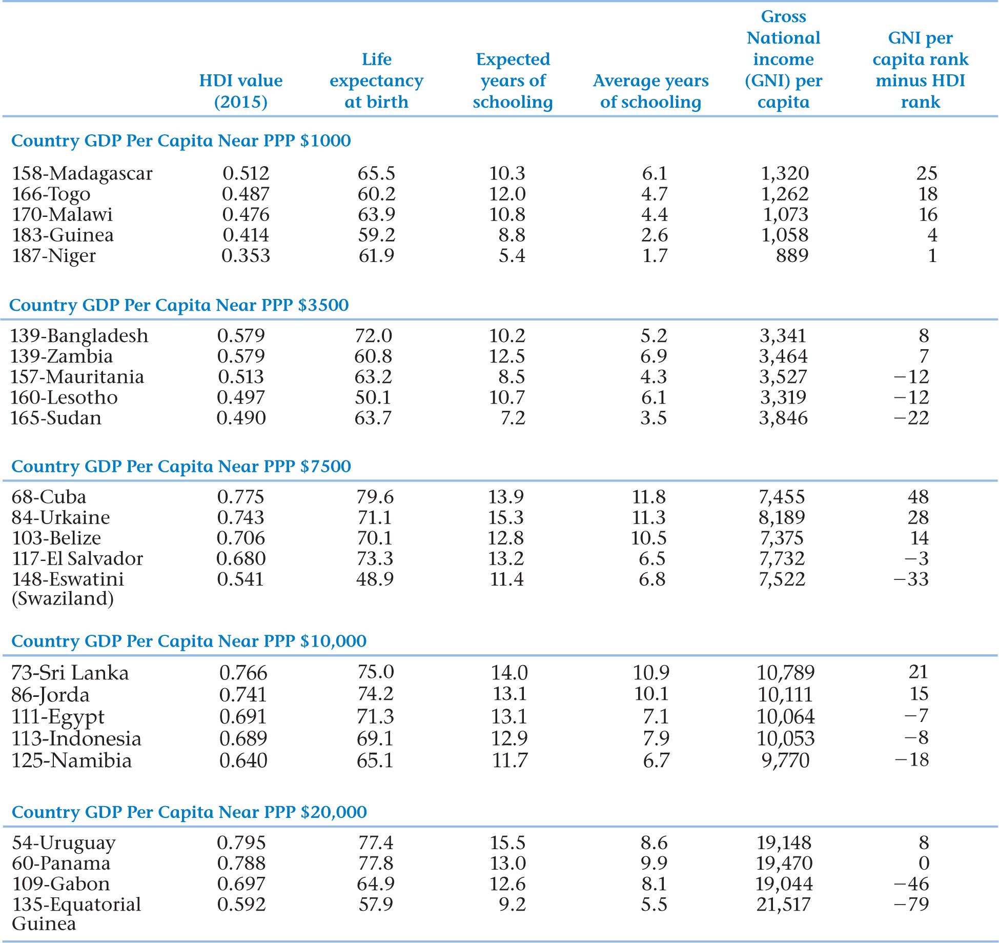 HDI value (2015) Life expectancy at birth Expected years of schooling Average years of schooling Gross National income (GNI) per capita GNI per capita rank minus HDI rank
Country GDP Per Capita Near PPP $1000
158-Madagascar 0.512 65.5 10.3 6.1 1,320 25
166-Togo 0.487 60.2 12.0 4.7 1,262 18
170-Malawi 0.476 63.9 10.8 4.4 1,073 16
183-Guinea 0.414 59.2 8.8 2.6 1,058 4
187-Niger 0.353 61.9 5.4 1.7 889 1
Country GDP Per Capita Near PPP $3500
139-Bangladesh 0.579 72.0 10.2 5.2 3,341 8
139-Zambia 0.579 60.8 12.5 6.9 3,464 7
157-Mauritania 0.513 63.2 8.5 4.3 3,527 −12
160-Lesotho 0.497 50.1 10.7 6.1 3,319 −12
165-Sudan 0.490 63.7 7.2 3.5 3,846 −22
Country GDP Per Capita Near PPP $7500
68-Cuba 0.775 79.6 13.9 11.8 7,455 48
84-Urkaine 0.743 71.1 15.3 11.3 8,189 28
103-Belize 0.706 70.1 12.8 10.5 7,375 14
117-El Salvador 0.680 73.3 13.2 6.5 7,732 −3
148-Eswatini 0.541 48.9 11.4 6.8 7,522 −33
(Swaziland)
Country GDP Per Capita Near PPP $10,000
73-Sri Lanka 0.766 75.0 14.0 10.9 10,789 21
86-Jorda 0.741 74.2 13.1 10.1 10,111 15
111-Egypt 0.691 71.3 13.1 7.1 10,064 −7
113-Indonesia 0.689 69.1 12.9 7.9 10,053 −8
125-Namibia 0.640 65.1 11.7 6.7 9,770 −18
Country GDP Per Capita Near PPP $20,000
54-Uruguay 0.795 77.4 15.5 8.6 19,148 8
60-Panama 0.788 77.8 13.0 9.9 19,470 0
109-Gabon 0.697 64.9 12.6 8.1 19,044 −46
135-Equatorial 0.592 57.9 9.2 5.5 21,517 −79
Guinea